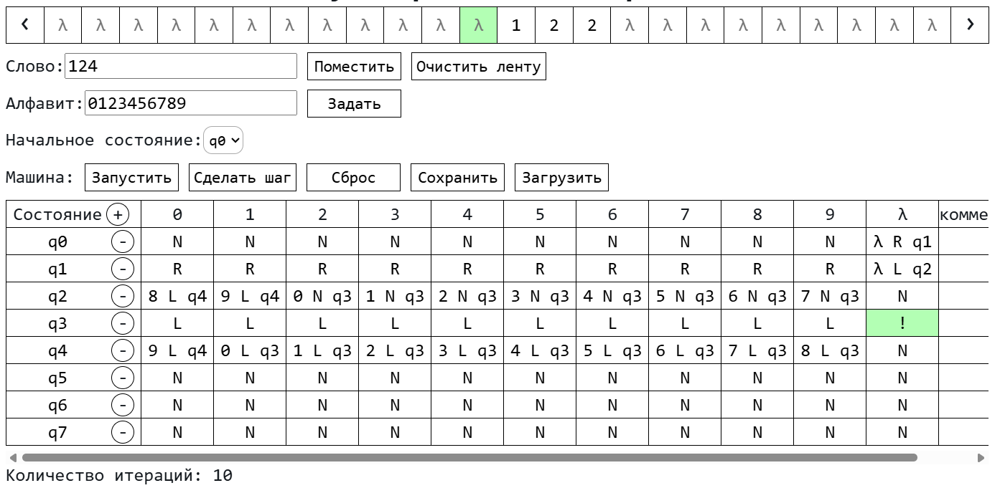 < λ λ λ λ λ λ λ λ λ λ λ λ 1 2 2 λ λ λ λ λ λ λ λ λ >
Слово: 124 Поместить Очистить ленту
Алфавит: 0123456789 Задать
Начальное состояние: q0
Машина: Запустить Сделать шаг Сброс Сохранить Загрузить
Состояние + 0 1 2 3 4 5 6 7 8 9 λ комме
q0 - N N N N N N N N N N λ R q1
q1 - R R R R R R R R R R λ L q2
q2 - 8 L q4 9 L q4 0 N q3 1 N q3 2 N q3 3 N q3 4 N q3 5 N q3 6 N q3 7 N q3 N
q3 - L L L L L L L L L L !
q4 - 9 L q4 0 L q3 1 L q3 2 L q3 3 L q3 4 L q3 5 L q3 6 L q3 7 L q3 8 L q3 N
q5 - N N N N N N N N N N N
q6 - N N N N N N N N N N N
q7 - N N N N N N N N N N N
Количество итераций: 10